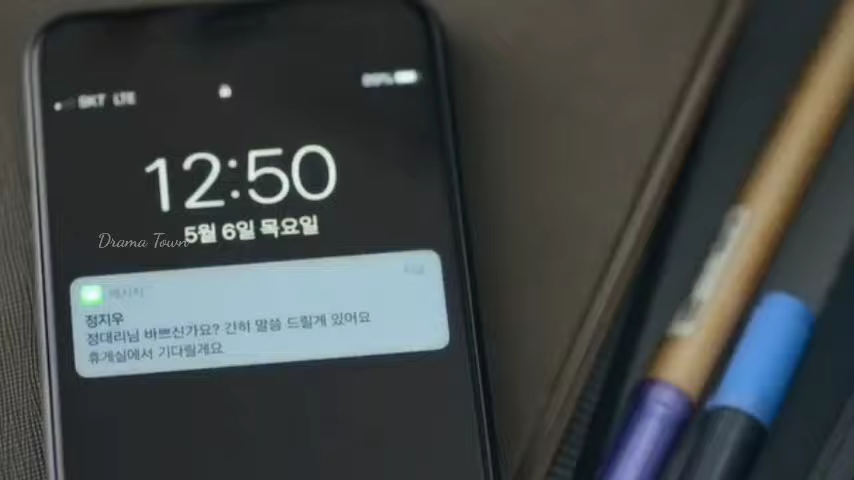 SKT LTE
12:50
5월 6일 목요일
Drama Town
메시지
지금
정지우
정대리님 바쁘신가요? 긴히 말씀 드릴게 있어요
휴게실에서 기다릴게요